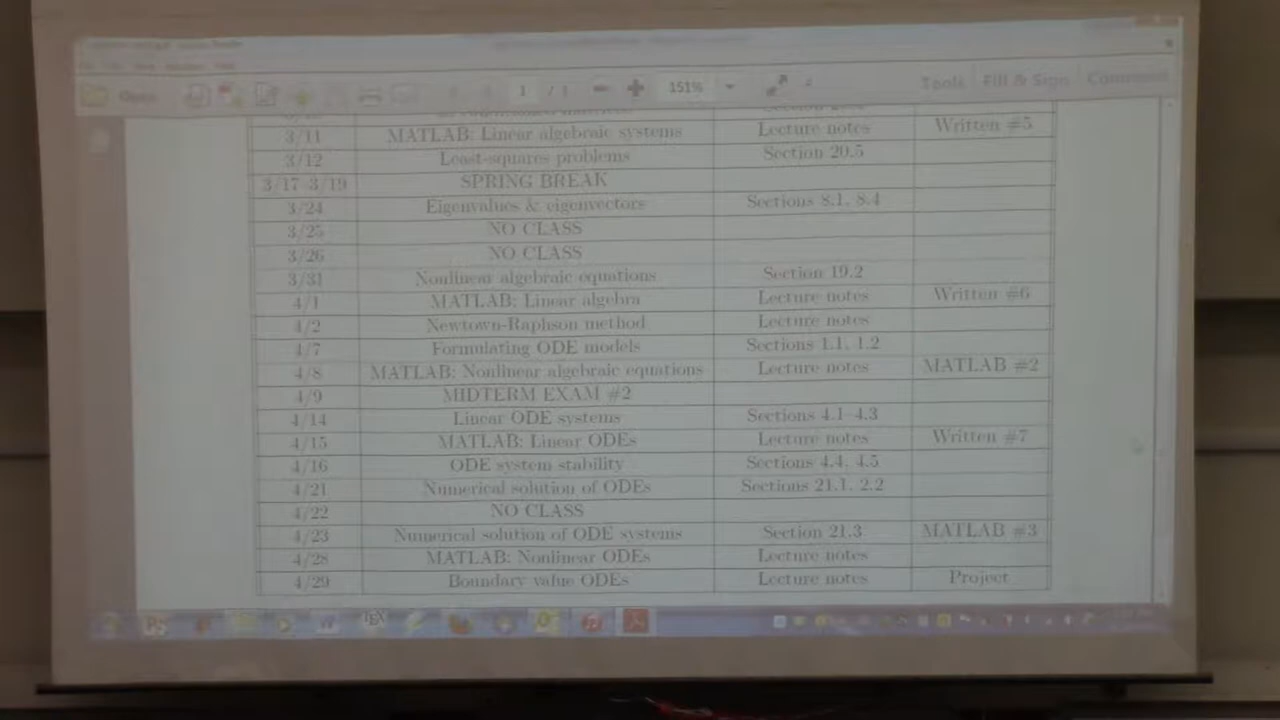 Open 1 / 1 151% Tools Fill & Sign Comment
3/11 MATLAB: Linear algebraic systems Lecture notes Written #5
3/12 Least-squares problems Section 20.5
3/17-3/19 SPRING BREAK
3/24 Eigenvalues & eigenvectors Sections 8.1, 8.4
3/25 NO CLASS
3/26 NO CLASS
3/31 Nonlinear algebraic equations Section 19.2
4/1 MATLAB: Linear algebra Lecture notes Written #6
4/2 Newtown-Raphson method Lecture notes
4/7 Formulating ODE models Sections 1.1, 1.2
4/8 MATLAB: Nonlinear algebraic equations Lecture notes MATLAB #2
4/9 MIDTERM EXAM #2
4/14 Linear ODE systems Sections 4.1-4.3
4/15 MATLAB: Linear ODEs Lecture notes Written #7
4/16 ODE system stability Sections 4.4, 4.5
4/21 Numerical solution of ODEs Sections 21.1, 2.2
4/22 NO CLASS
4/23 Numerical solution of ODE systems Section 21.3 MATLAB #3
4/28 MATLAB: Nonlinear ODEs Lecture notes
4/29 Boundary value ODEs Lecture notes Project